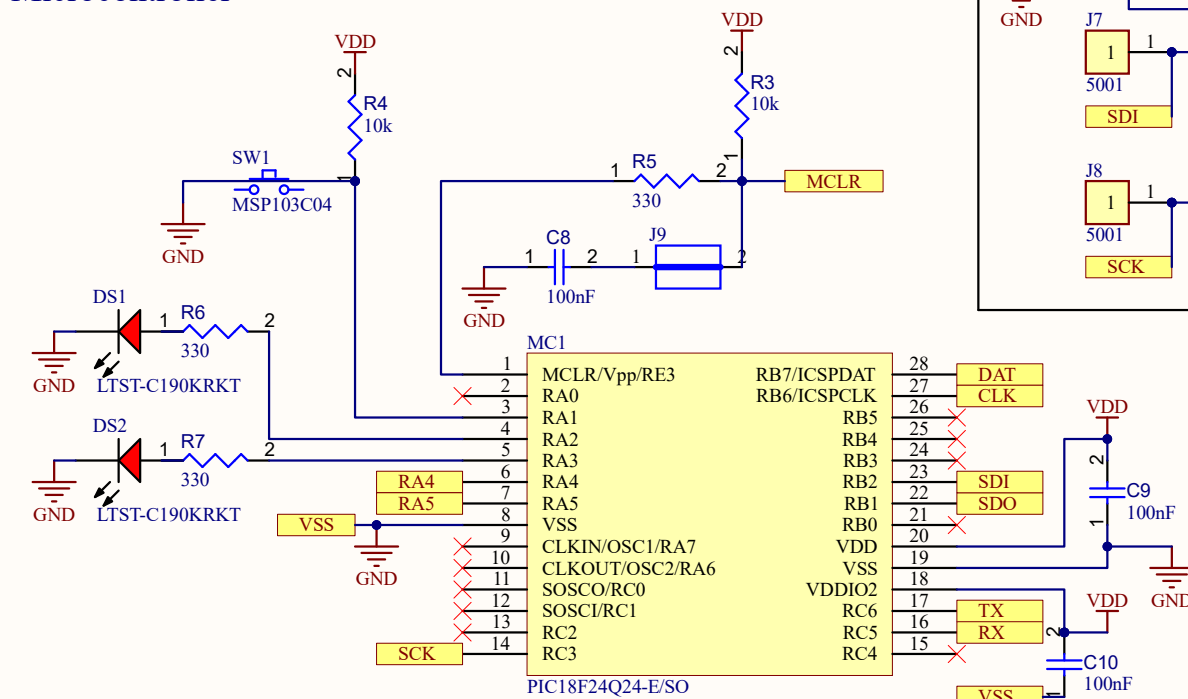 VDD
2
R4
10k
1
SW1
MSP103C04
GND
VDD
2
R3
10k
1
1 R5 2
330
MCLR
C8
1 2
100nF
J9
1 2
GND
GND
J7
1 1
5001
SDI
J8
1 1
5001
SCK
DS1
1 R6 2
330
GND
LTST-C190KRKT
DS2
1 R7 2
330
GND
LTST-C190KRKT
MC1
1 MCLR/Vpp/RE3
2 RA0
3 RA1
4 RA2
5 RA3
RA4 6 RA4
RA5 7 RA5
VSS 8 VSS
GND
9 CLKIN/OSC1/RA7
10 CLKOUT/OSC2/RA6
11 SOSCO/RC0
12 SOSCI/RC1
13 RC2
SCK 14 RC3
RB7/ICSPDAT 28 DAT
RB6/ICSPCLK 27 CLK
RB5 26
RB4 25
RB3 24
RB2 23 SDI
RB1 22 SDO
RB0 21
VDD 20
VSS 19
VDDIO2 18
RC6 17 TX
RC5 16 RX
RC4 15
PIC18F24Q24-E/SO
VDD
2
C9
100nF
1
GND
VDD
2
C10
100nF
1
VSS